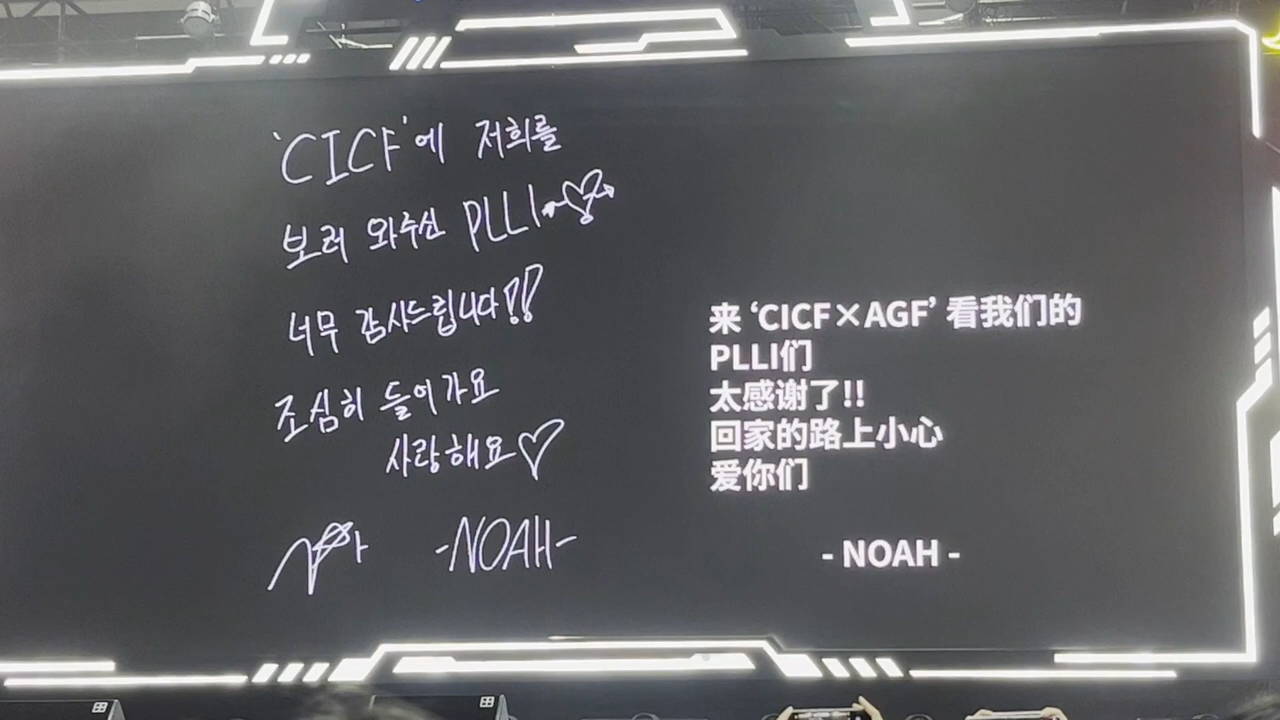 'CICF'에 저희를
보러 와주신 PLLI
너무 감사드립니다!!
조심히 들어가요
사랑해요♡
-NOAH-
来 ‘CICF×AGF’ 看我们的
PLLI们
太感谢了!!
回家的路上小心
爱你们
- NOAH -